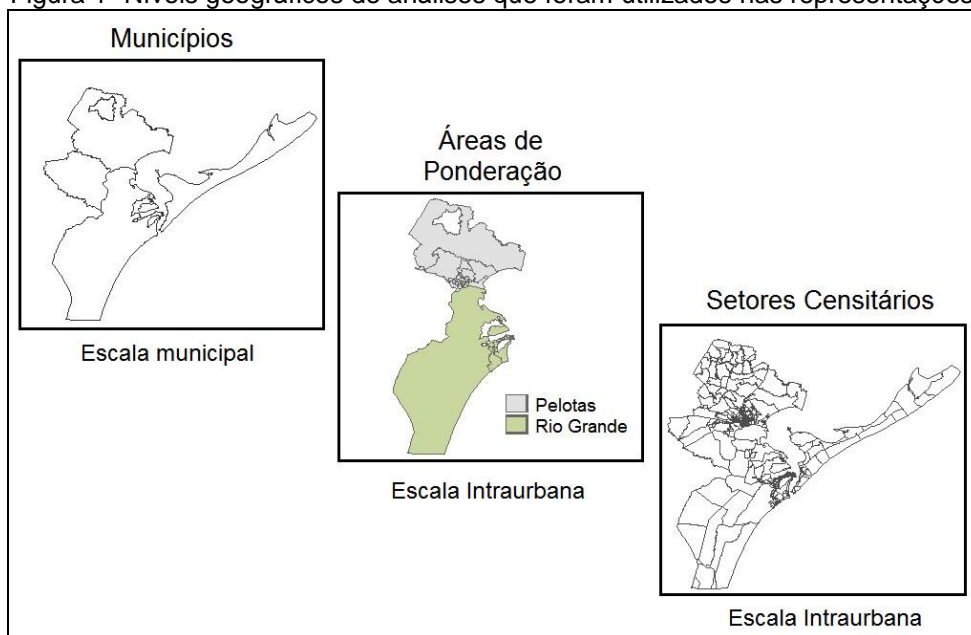 Figura 1- Níveis geográficos de análises que foram utilizados nas representações
Municípios
Escala municipal
Áreas de
Ponderação
Pelotas
Rio Grande
Escala Intraurbana
Setores Censitários
Escala Intraurbana